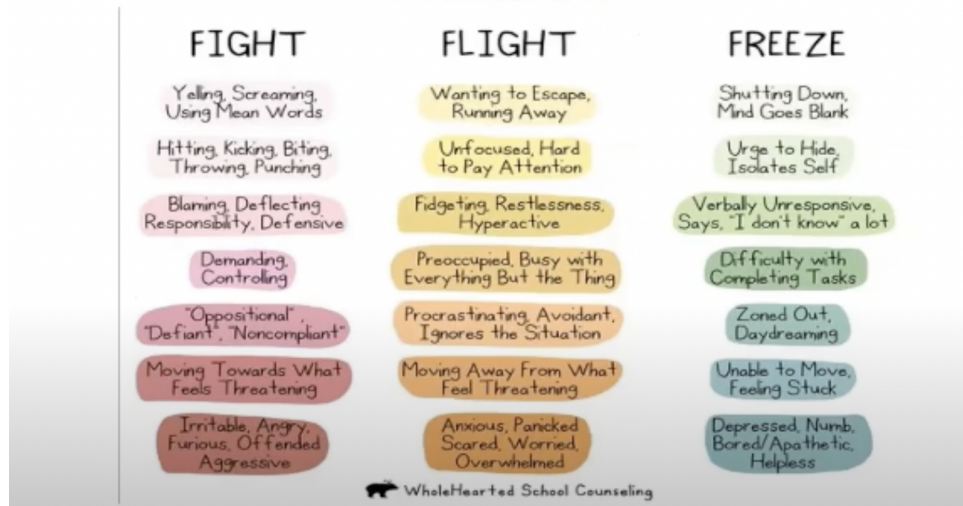 FIGHT
Yelling, Screaming,
Using Mean Words
Hitting, Kicking, Biting,
Throwing, Punching
Blaming, Deflecting
Responsibility, Defensive
Demanding,
Controlling
"Oppositional",
"Defiant", "Noncompliant"
Moving Towards What
Feels Threatening
Irritable, Angry,
Furious, Offended
Aggressive
FLIGHT
Wanting to Escape,
Running Away
Unfocused, Hard
to Pay Attention
Fidgeting, Restlessness,
Hyperactive
Preoccupied, Busy with
Everything But the Thing
Procrastinating, Avoidant,
Ignores the Situation
Moving Away From What
Feel Threatening
Anxious, Panicked
Scared, Worried,
Overwhelmed
FREEZE
Shutting Down,
Mind Goes Blank
Urge to Hide,
Isolates Self
Verbally Unresponsive,
Says, "I don't know" a lot
Difficulty with
Completing Tasks
Zoned Out,
Daydreaming
Unable to Move,
Feeling Stuck
Depressed, Numb,
Bored/Apathetic,
Helpless
WholeHearted School Counseling